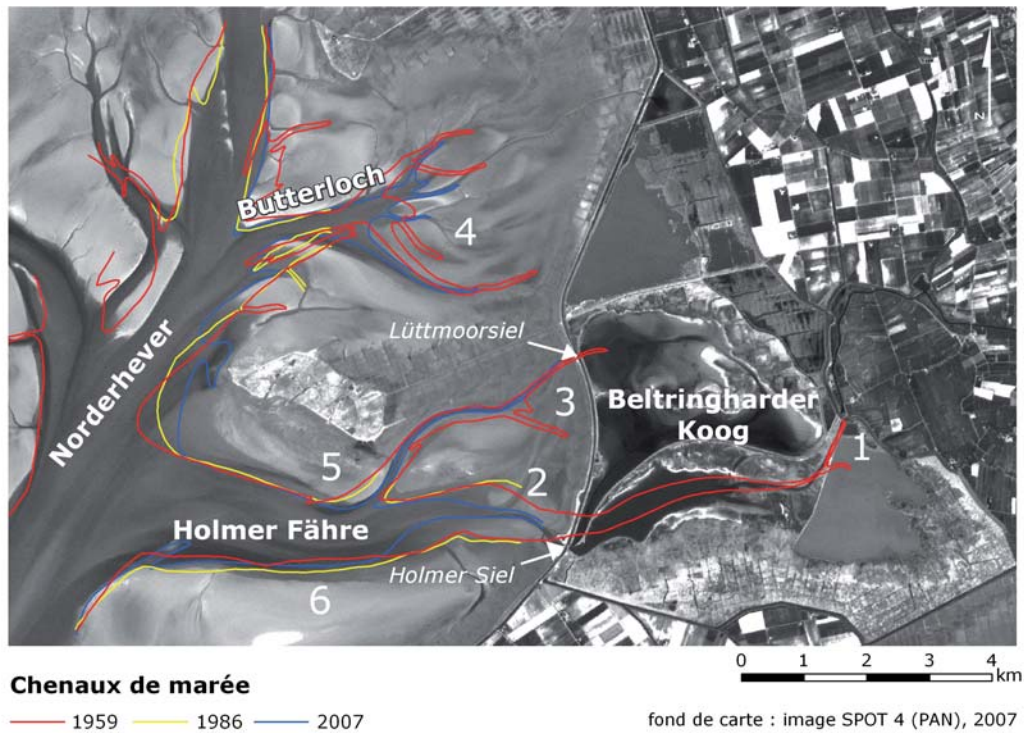 N
Butterloch
4
Lüttmoorsiel
Norderhever
3
Beltringharder
Koog
1
5
2
Holmer Fähre
Holmer Siel
6
0 1 2 3 4
km
Chenaux de marée
1959 1986 2007
fond de carte : image SPOT 4 (PAN), 2007